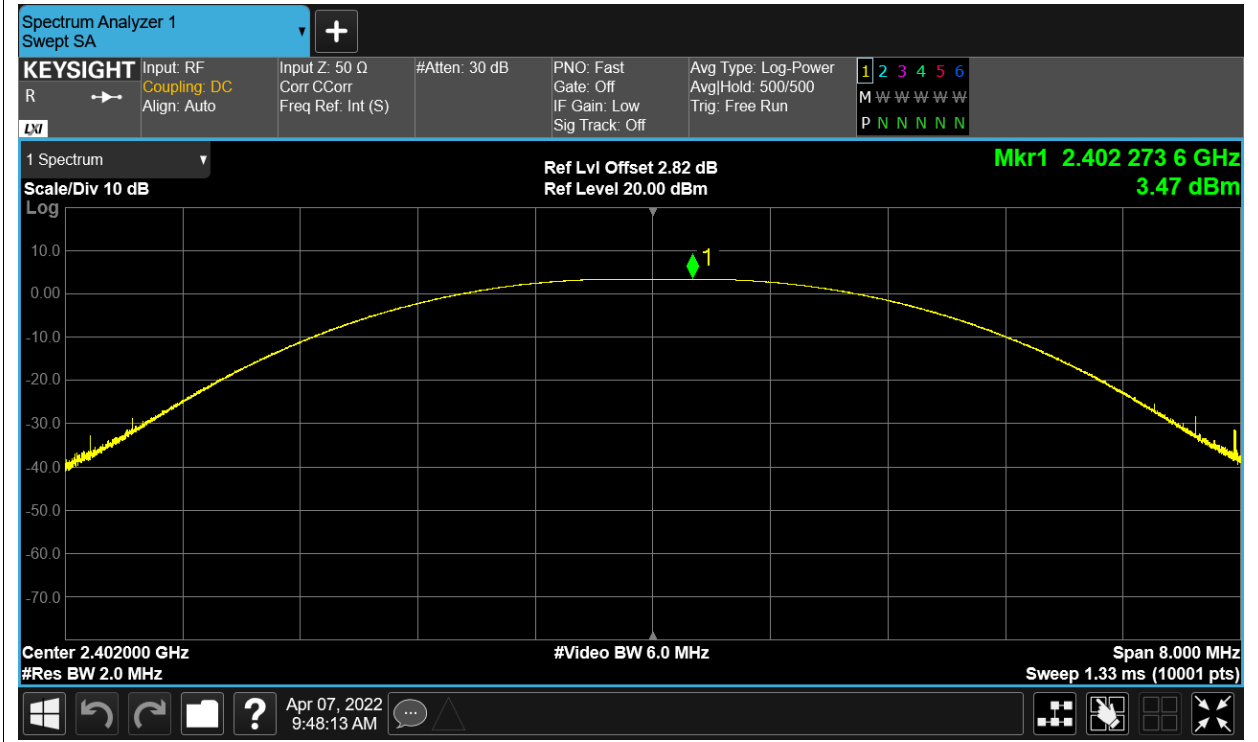 Spectrum Analyzer 1
Swept SA
KEYSIGHT
R
LXI
Input: RF
Coupling: DC
Align: Auto
Input Z: 50 Ω
Corr CCorr
Freq Ref: Int (S)
#Atten: 30 dB
PNO: Fast
Gate: Off
IF Gain: Low
Sig Track: Off
Avg Type: Log-Power
Avg|Hold: 500/500
Trig: Free Run
1 2 3 4 5 6
M W W W W W
P N N N N N
1 Spectrum
Scale/Div 10 dB
Log
Ref Lvl Offset 2.82 dB
Ref Level 20.00 dBm
Mkr1 2.402 273 6 GHz
3.47 dBm
1
10.0
0.00
-10.0
-20.0
-30.0
-40.0
-50.0
-60.0
-70.0
Center 2.402000 GHz
#Res BW 2.0 MHz
#Video BW 6.0 MHz
Span 8.000 MHz
Sweep 1.33 ms (10001 pts)
?
Apr 07, 2022
9:48:13 AM